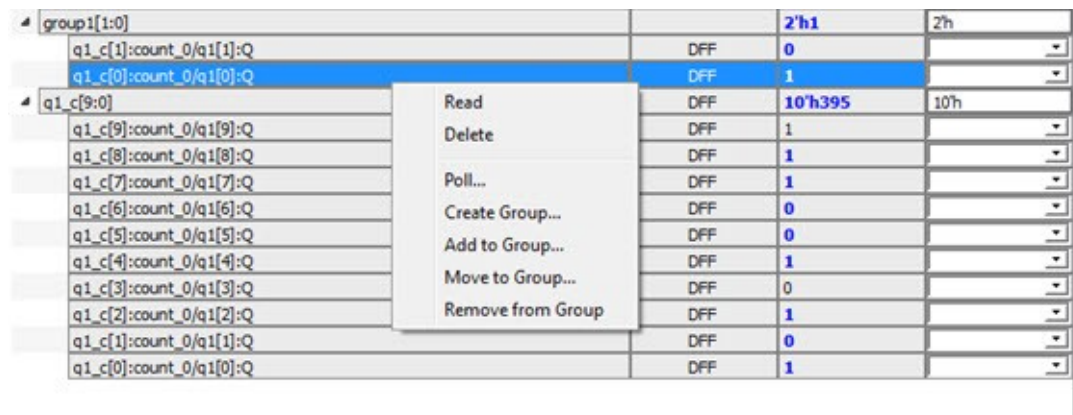 group1[1:0] 2'h1 2'h
q1_c[1]:count_0/q1[1]:Q DFF 0
q1_c[0]:count_0/q1[0]:Q DFF 1
q1_c[9:0] DFF 10'h395 10'h
q1_c[9]:count_0/q1[9]:Q DFF 1
q1_c[8]:count_0/q1[8]:Q DFF 1
q1_c[7]:count_0/q1[7]:Q DFF 1
q1_c[6]:count_0/q1[6]:Q DFF 0
q1_c[5]:count_0/q1[5]:Q DFF 0
q1_c[4]:count_0/q1[4]:Q DFF 1
q1_c[3]:count_0/q1[3]:Q DFF 0
q1_c[2]:count_0/q1[2]:Q DFF 1
q1_c[1]:count_0/q1[1]:Q DFF 0
q1_c[0]:count_0/q1[0]:Q DFF 1
Read
Delete
Poll...
Create Group...
Add to Group...
Move to Group...
Remove from Group